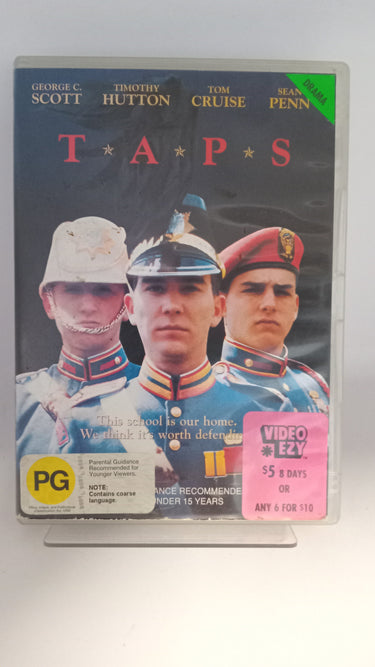 GEORGE C. SCOTT
TIMOTHY HUTTON
TOM CRUISE
SEAN PENN
DRAMA
T★A★P★S
This school is our home.
We think it's worth defendin
PG
Parental Guidance
Recommended for
Younger Viewers.
NOTE:
Contains coarse
language.
ANCE RECOMMENDE
UNDER 15 YEARS
VIDEO
EZY
$5 8 DAYS
OR
ANY 6 FOR $10